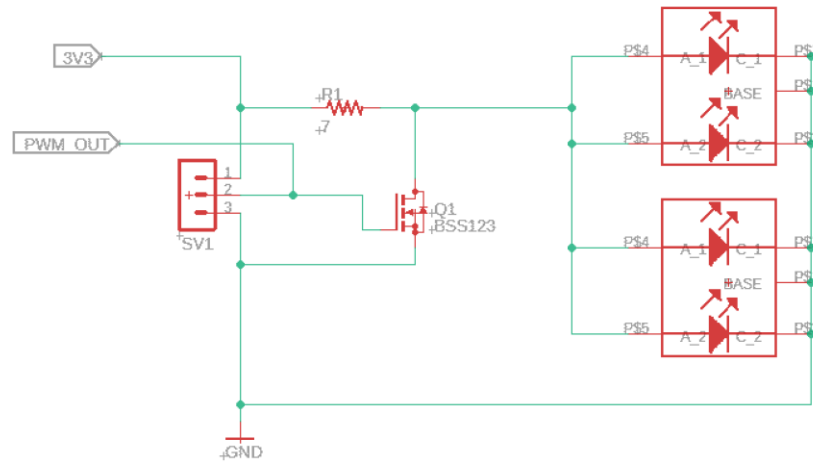 3V3
R1
7
PWM_OUT
1
2
3
SV1
Q1
BSS123
GND
P$4
A_1
C_1
P$
BASE
P$
P$5
A_2
C_2
P$
P$4
A_1
C_1
P$
BASE
P$
P$5
A_2
C_2
P$